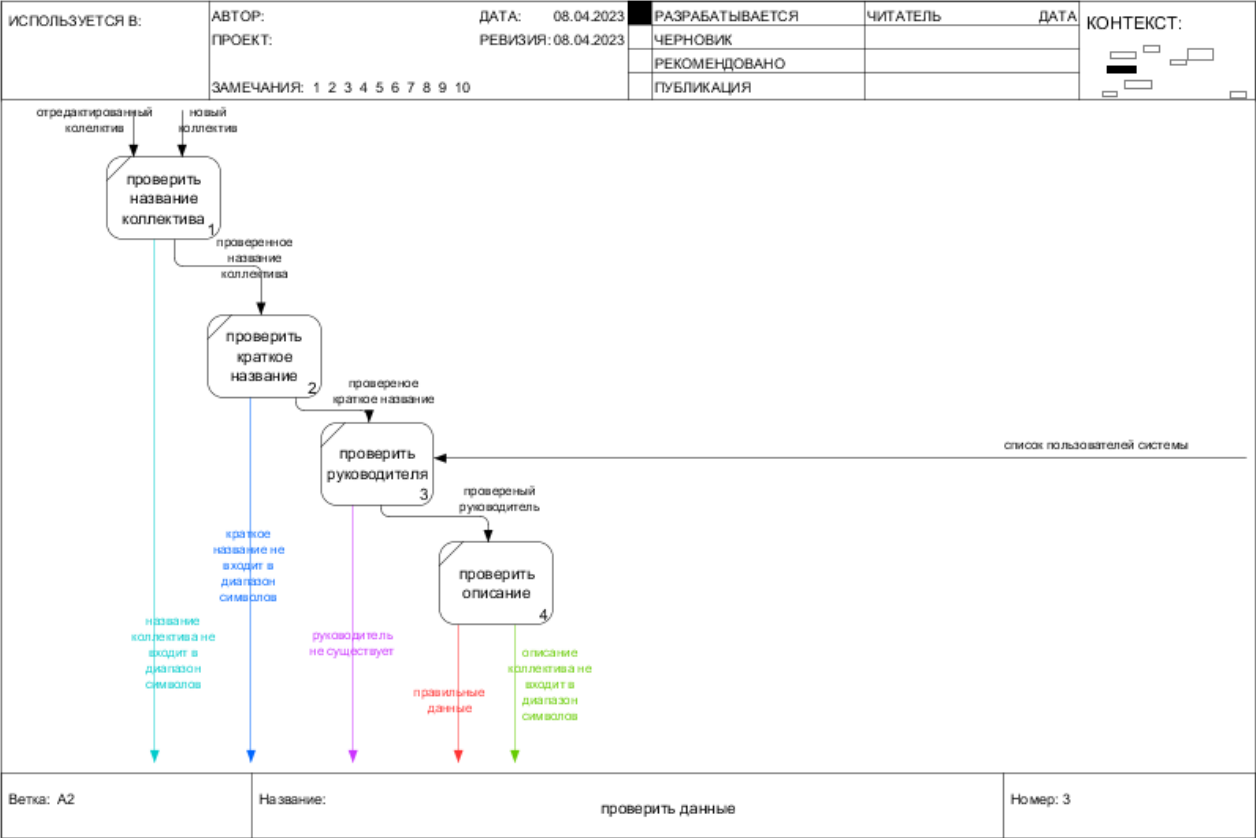 ИСПОЛЬЗУЕТСЯ В:
АВТОР:
ДАТА: 08.04.2023
ПРОЕКТ:
РЕВИЗИЯ: 08.04.2023
ЗАМЕЧАНИЯ: 1 2 3 4 5 6 7 8 9 10
РАЗРАБАТЫВАЕТСЯ
ЧЕРНОВИК
РЕКОМЕНДОВАНО
ПУБЛИКАЦИЯ
ЧИТАТЕЛЬ
ДАТА
КОНТЕКСТ:
отредактированный
колелктив
новый
коллектив
проверить
название
коллектива
1
проверенное
название
коллектива
проверить
краткое
название
2
провереное
краткое название
проверить
руководителя
3
список пользователей системы
провереный
руководитель
проверить
описание
4
краткое
название не
входит в
диапазон
символов
название
коллектива не
входит в
диапазон
символов
руководитель
не существует
правильные
данные
описание
коллектива не
входит в
диапазон
символов
Ветка: A2
Название:
проверить данные
Номер: 3